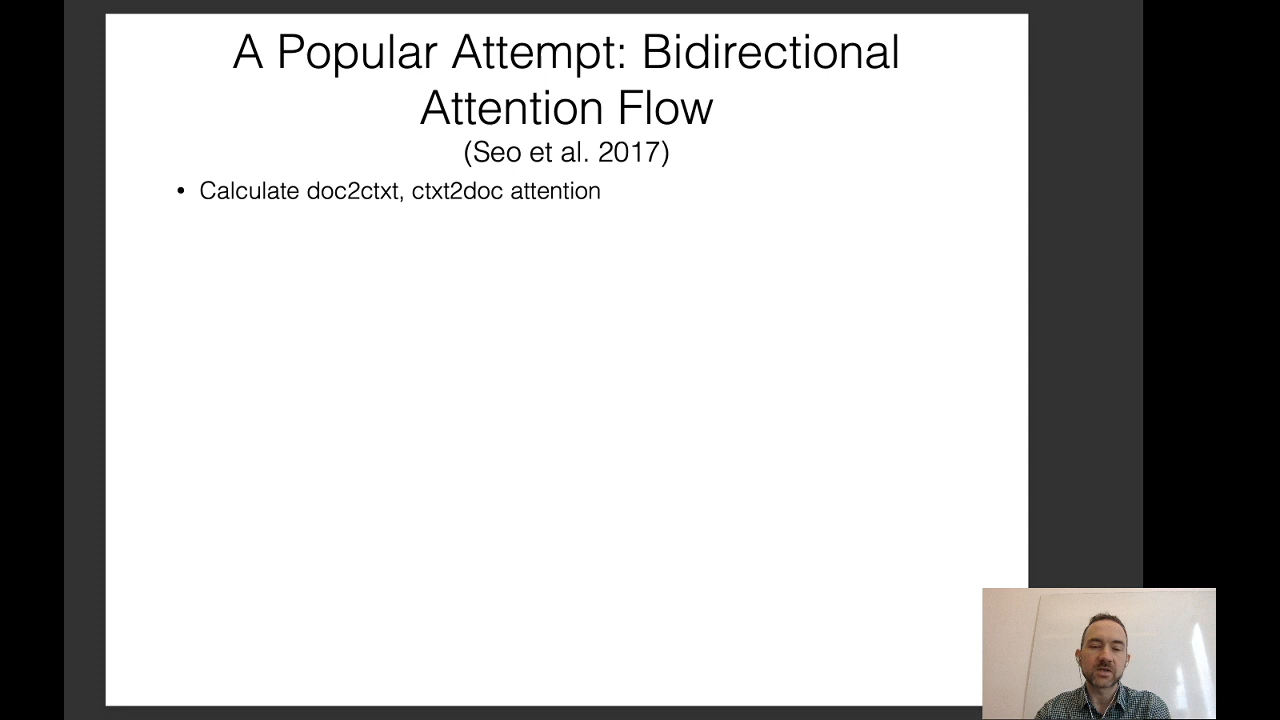 A Popular Attempt: Bidirectional
Attention Flow
(Seo et al. 2017)
• Calculate doc2ctxt, ctxt2doc attention